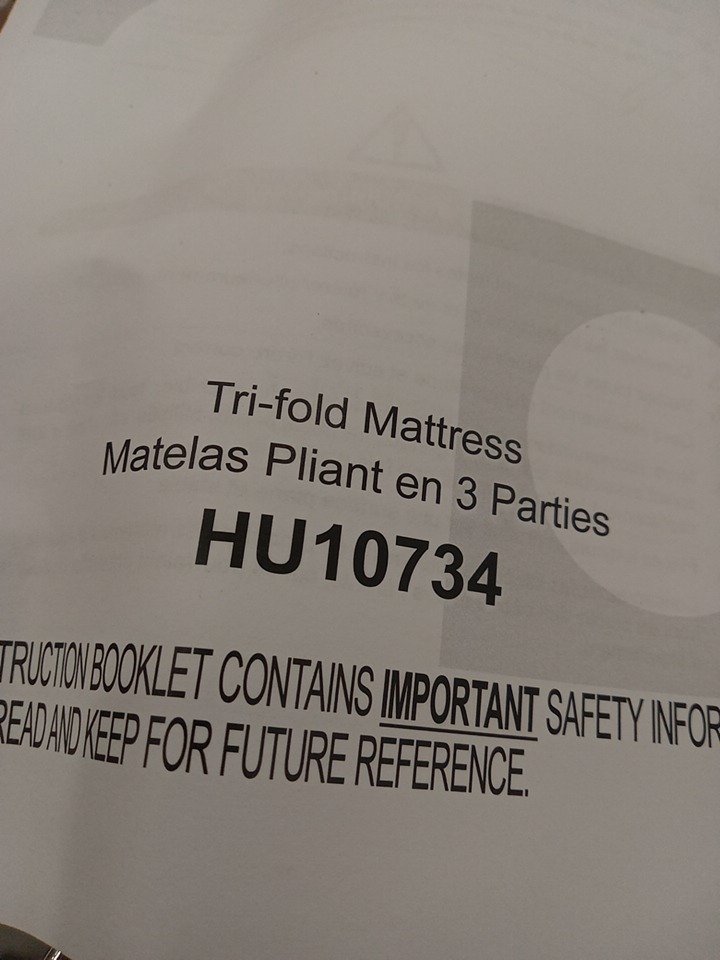 Tri-fold Mattress
Matelas Pliant en 3 Parties
HU10734
TRUCTION BOOKLET CONTAINS IMPORTANT SAFETY INFOR
READ AND KEEP FOR FUTURE REFERENCE.